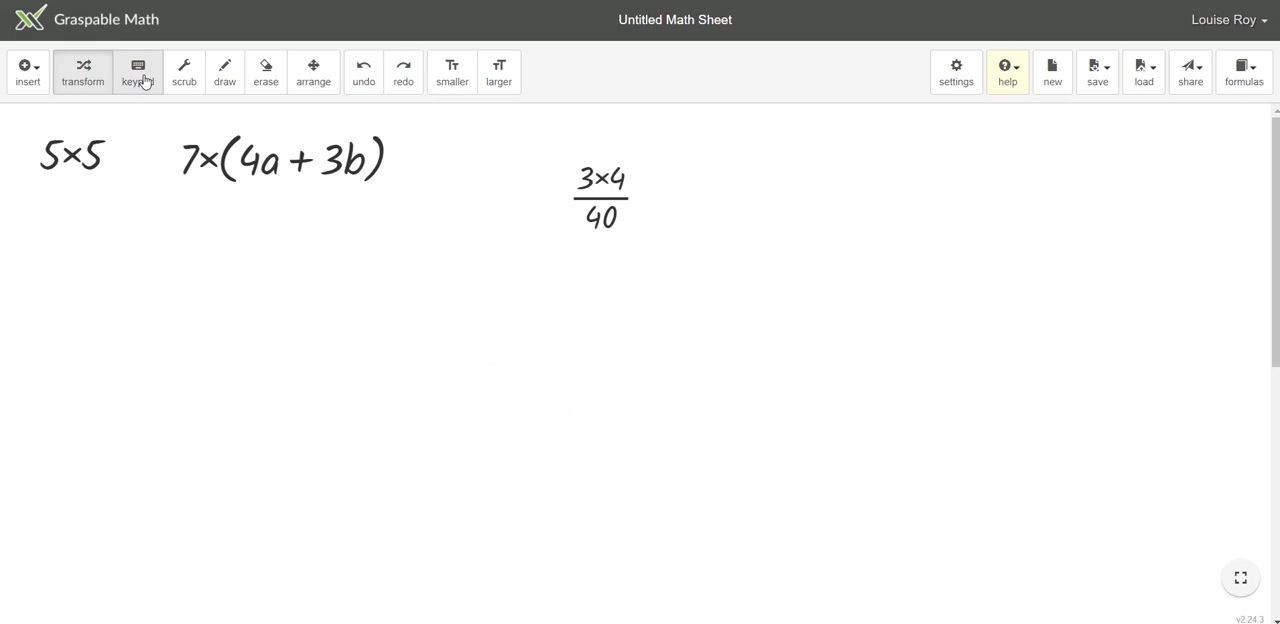 Graspable Math
Untitled Math Sheet
Louise Roy
insert transform scrub draw erase arrange undo redo smaller larger settings help new save load share formulas
5×5
7×(4a + 3b)
3×4
40
v2.24.3